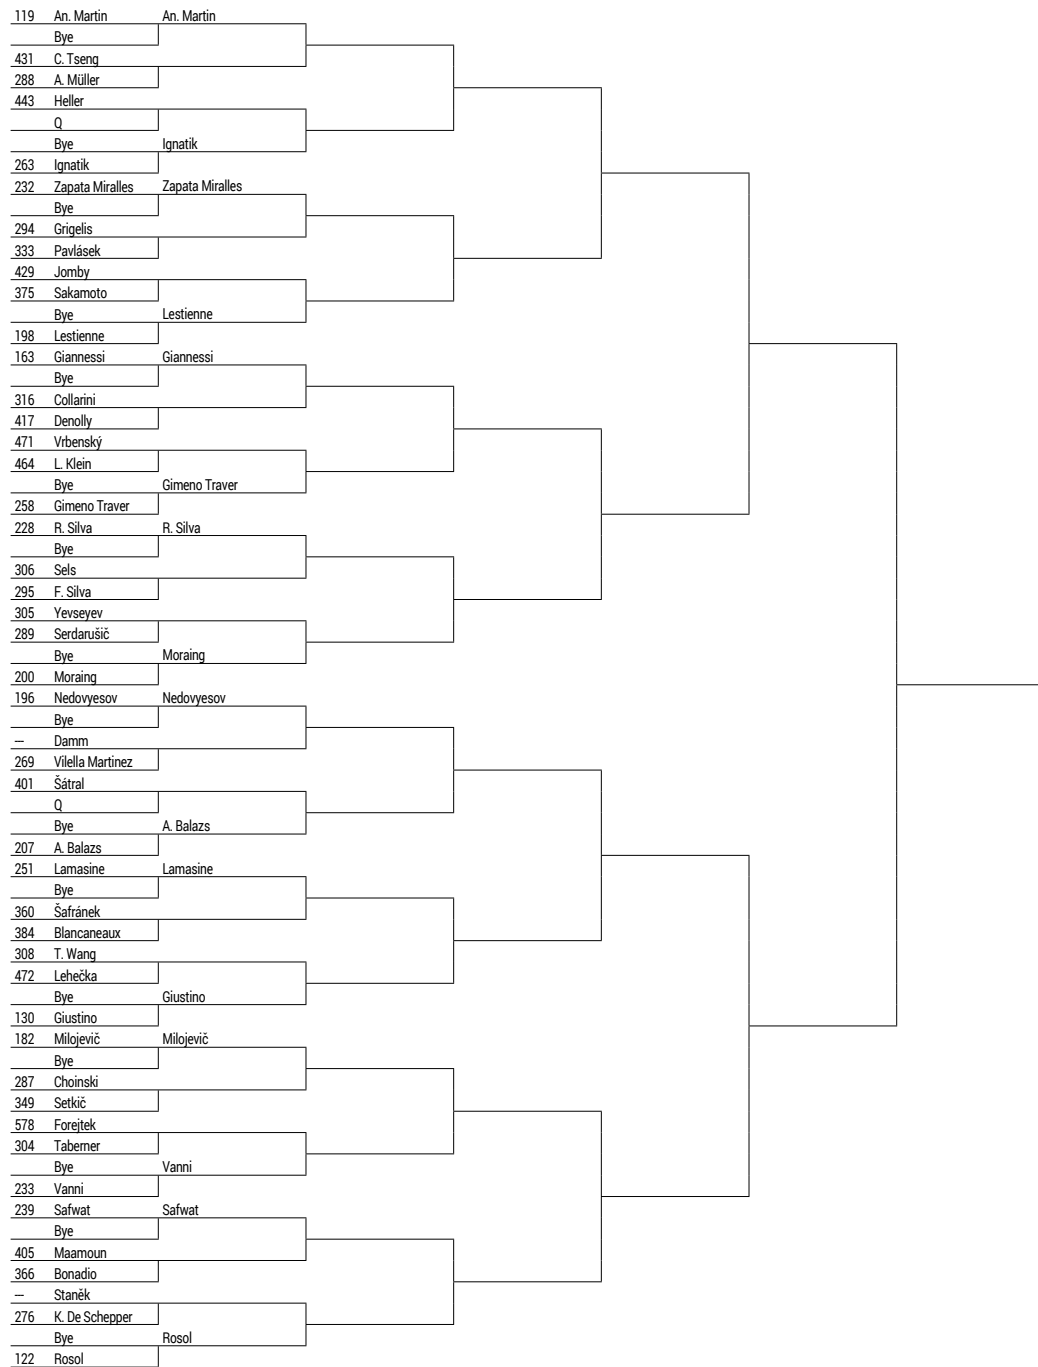 119 An. Martin An. Martin
Bye
431 C. Tseng
288 A. Müller
443 Heller
Q
Bye Ignatik
263 Ignatik
232 Zapata Miralles Zapata Miralles
Bye
294 Grigelis
333 Pavlásek
429 Jomby
375 Sakamoto
Bye Lestienne
198 Lestienne
163 Giannessi Giannessi
Bye
316 Collarini
417 Denolly
471 Vrbenský
464 L. Klein
Bye Gimeno Traver
258 Gimeno Traver
228 R. Silva R. Silva
Bye
306 Sels
295 F. Silva
305 Yevseyev
289 Serdarušič
Bye Moraing
200 Moraing
196 Nedovyesov Nedovyesov
Bye
--- Damm
269 Vilella Martinez
401 Šátral
Q
Bye A. Balazs
207 A. Balazs
251 Lamasine Lamasine
Bye
360 Šafránek
384 Blancaneaux
308 T. Wang
472 Lehečka
Bye Giustino
130 Giustino
182 Milojevič Milojevič
Bye
287 Choinski
349 Setkič
578 Forejtek
304 Taberner
Bye Vanni
233 Vanni
239 Safwat Safwat
Bye
405 Maamoun
366 Bonadio
--- Staněk
276 K. De Schepper
Bye Rosol
122 Rosol